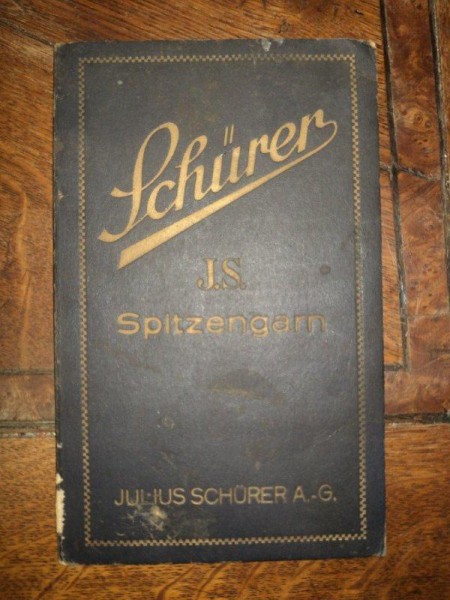 Schürer
J.S.
Spitzengarn
JULIUS SCHÜRER A.-G.